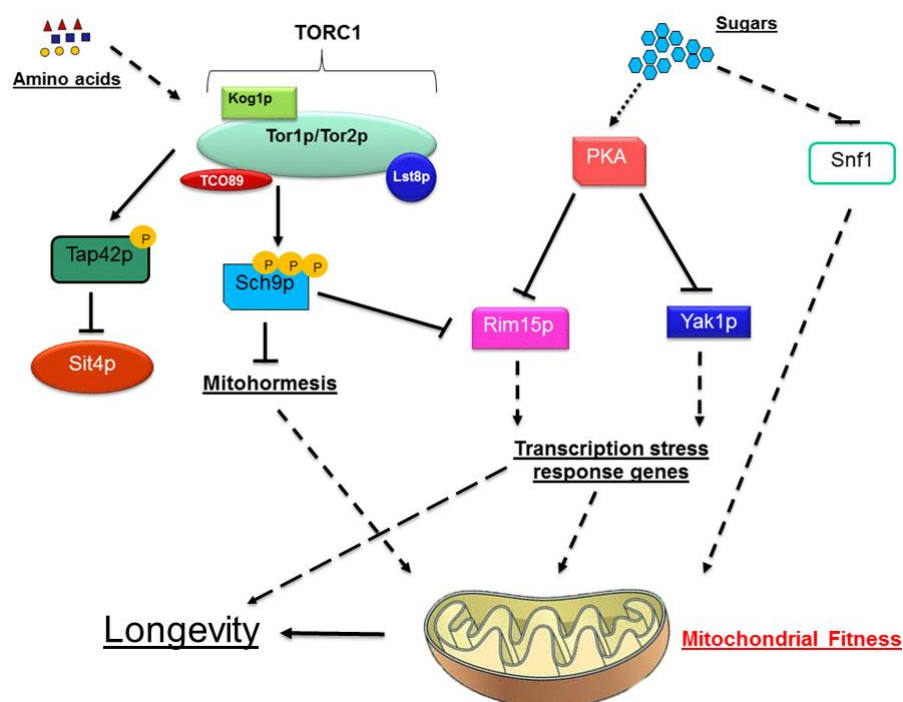 TORC1
Sugars
Amino acids
Kog1p
Tor1p/Tor2p
TCO89
Lst8p
PKA
Snf1
P
Tap42p
P P P
Sch9p
Rim15p
Yak1p
Sit4p
Mitohormesis
Transcription stress
response genes
Longevity
Mitochondrial Fitness